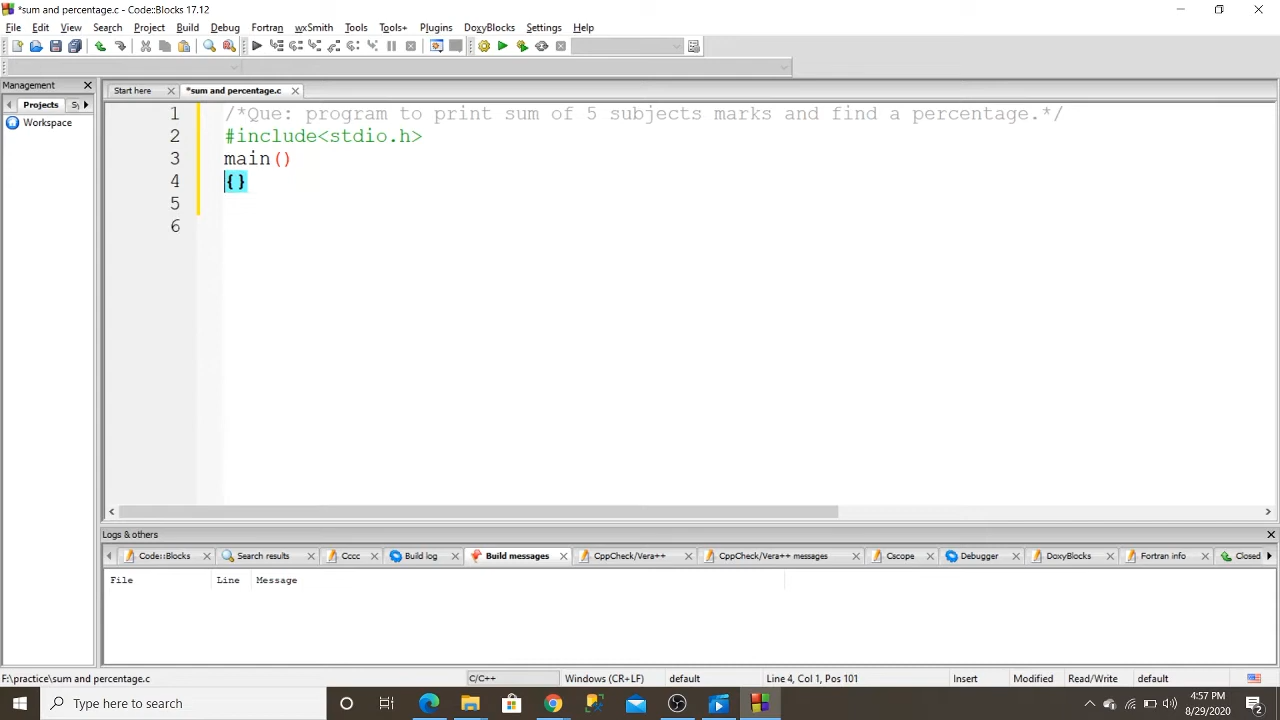 *sum and percentage.c - Code::Blocks 17.12
File Edit View Search Project Build Debug Fortran wxSmith Tools Tools+ Plugins DoxyBlocks Settings Help
Management
Projects
Start here *sum and percentage.c
Workspace
1 /*Que: program to print sum of 5 subjects marks and find a percentage.*/
2 #include<stdio.h>
3 main()
4 {}
5
6
Logs & others
Code::Blocks Search results Cccc Build log Build messages CppCheck/Vera++ CppCheck/Vera++ messages Cscope Debugger DoxyBlocks Fortran info Closed
File Line Message
F:\practice\sum and percentage.c C/C++ Windows (CR+LF) default Line 4, Col 1, Pos 101 Insert Modified Read/Write default
Type here to search
4:57 PM
8/29/2020
2